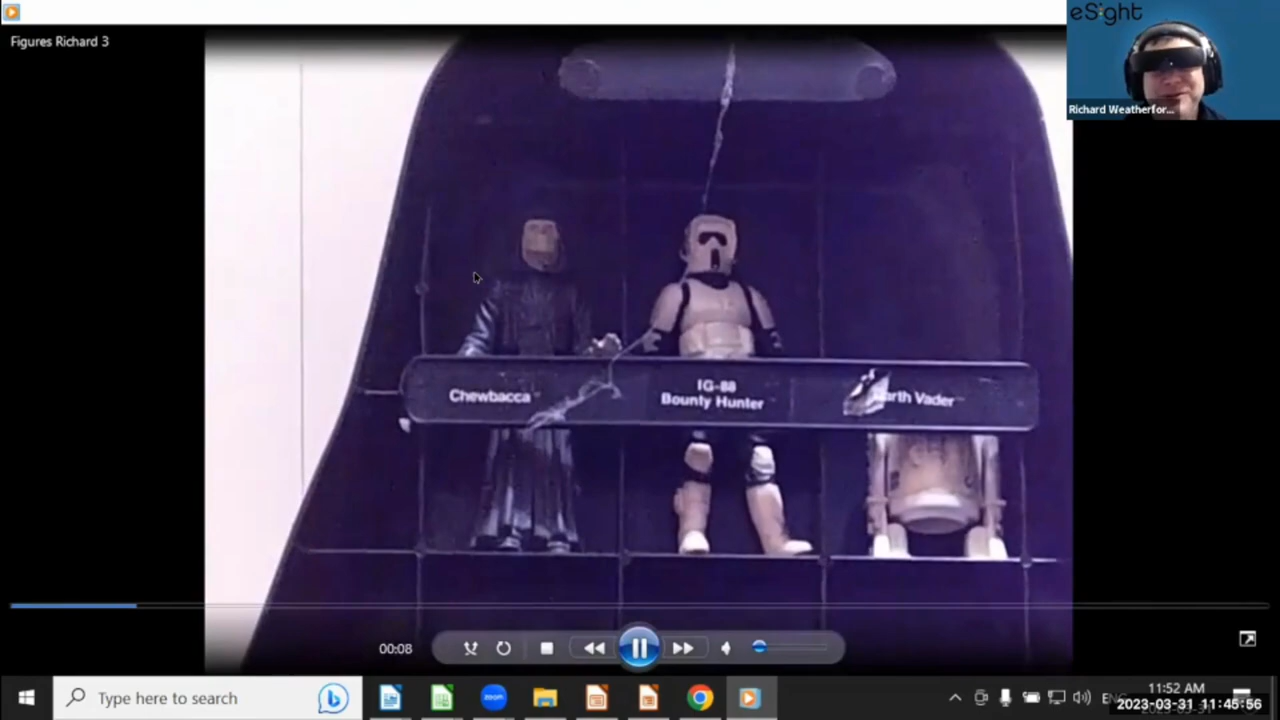 Figures Richard 3
eSight
Richard Weatherfor...
Chewbacca
IG-88
Bounty Hunter
arth Vader
00:08
Type here to search
zoom
11:52 AM
2023-03-31 11:45:56